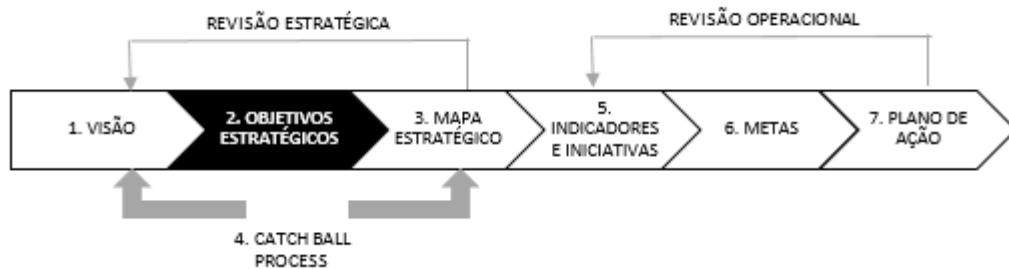 REVISÃO ESTRATÉGICA
REVISÃO OPERACIONAL
1. VISÃO
2. OBJETIVOS
ESTRATÉGICOS
3. MAPA
ESTRATÉGICO
5.
INDICADORES
E INICIATIVAS
6. METAS
7. PLANO DE
AÇÃO
4. CATCH BALL
PROCESS